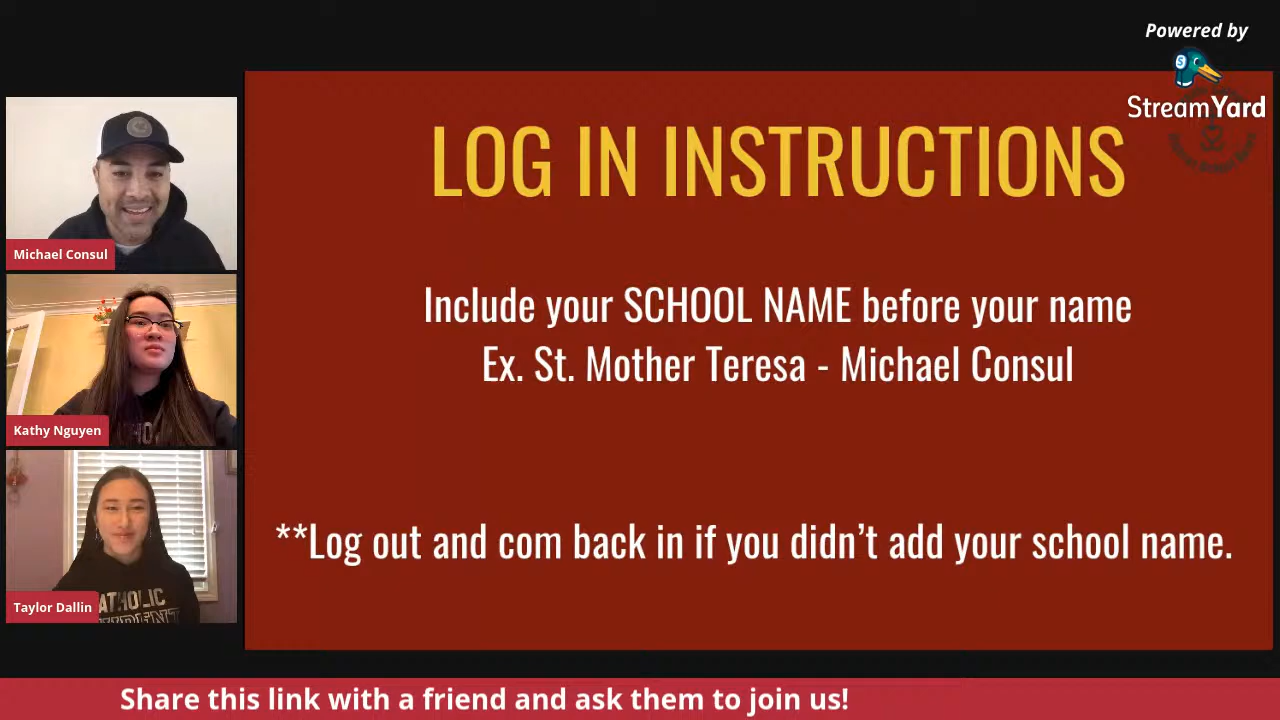 Powered by
StreamYard
LOG IN INSTRUCTIONS
Include your SCHOOL NAME before your name
Ex. St. Mother Teresa - Michael Consul
**Log out and com back in if you didn’t add your school name.
Michael Consul
Kathy Nguyen
Taylor Dallin
ATHOLIC
Share this link with a friend and ask them to join us!